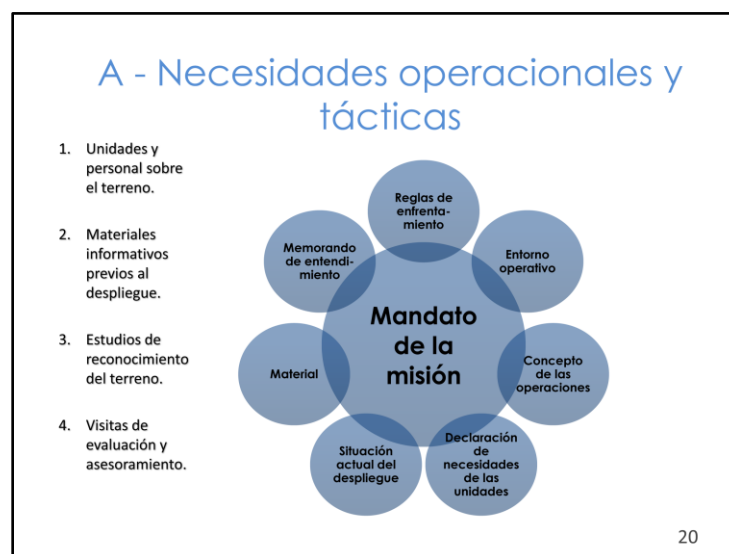 A - Necesidades operacionales y
tácticas
1. Unidades y
personal sobre
el terreno.
2. Materiales
informativos
previos al
despliegue.
3. Estudios de
reconocimiento
del terreno.
4. Visitas de
evaluación y
asesoramiento.
Reglas de
enfrenta-
miento
Entorno
operativo
Concepto
de las
operaciones
Declaración
de
necesidades
de las
unidades
Situación
actual del
despliegue
Material
Memorando
de entendi-
miento
Mandato
de la
misión
20